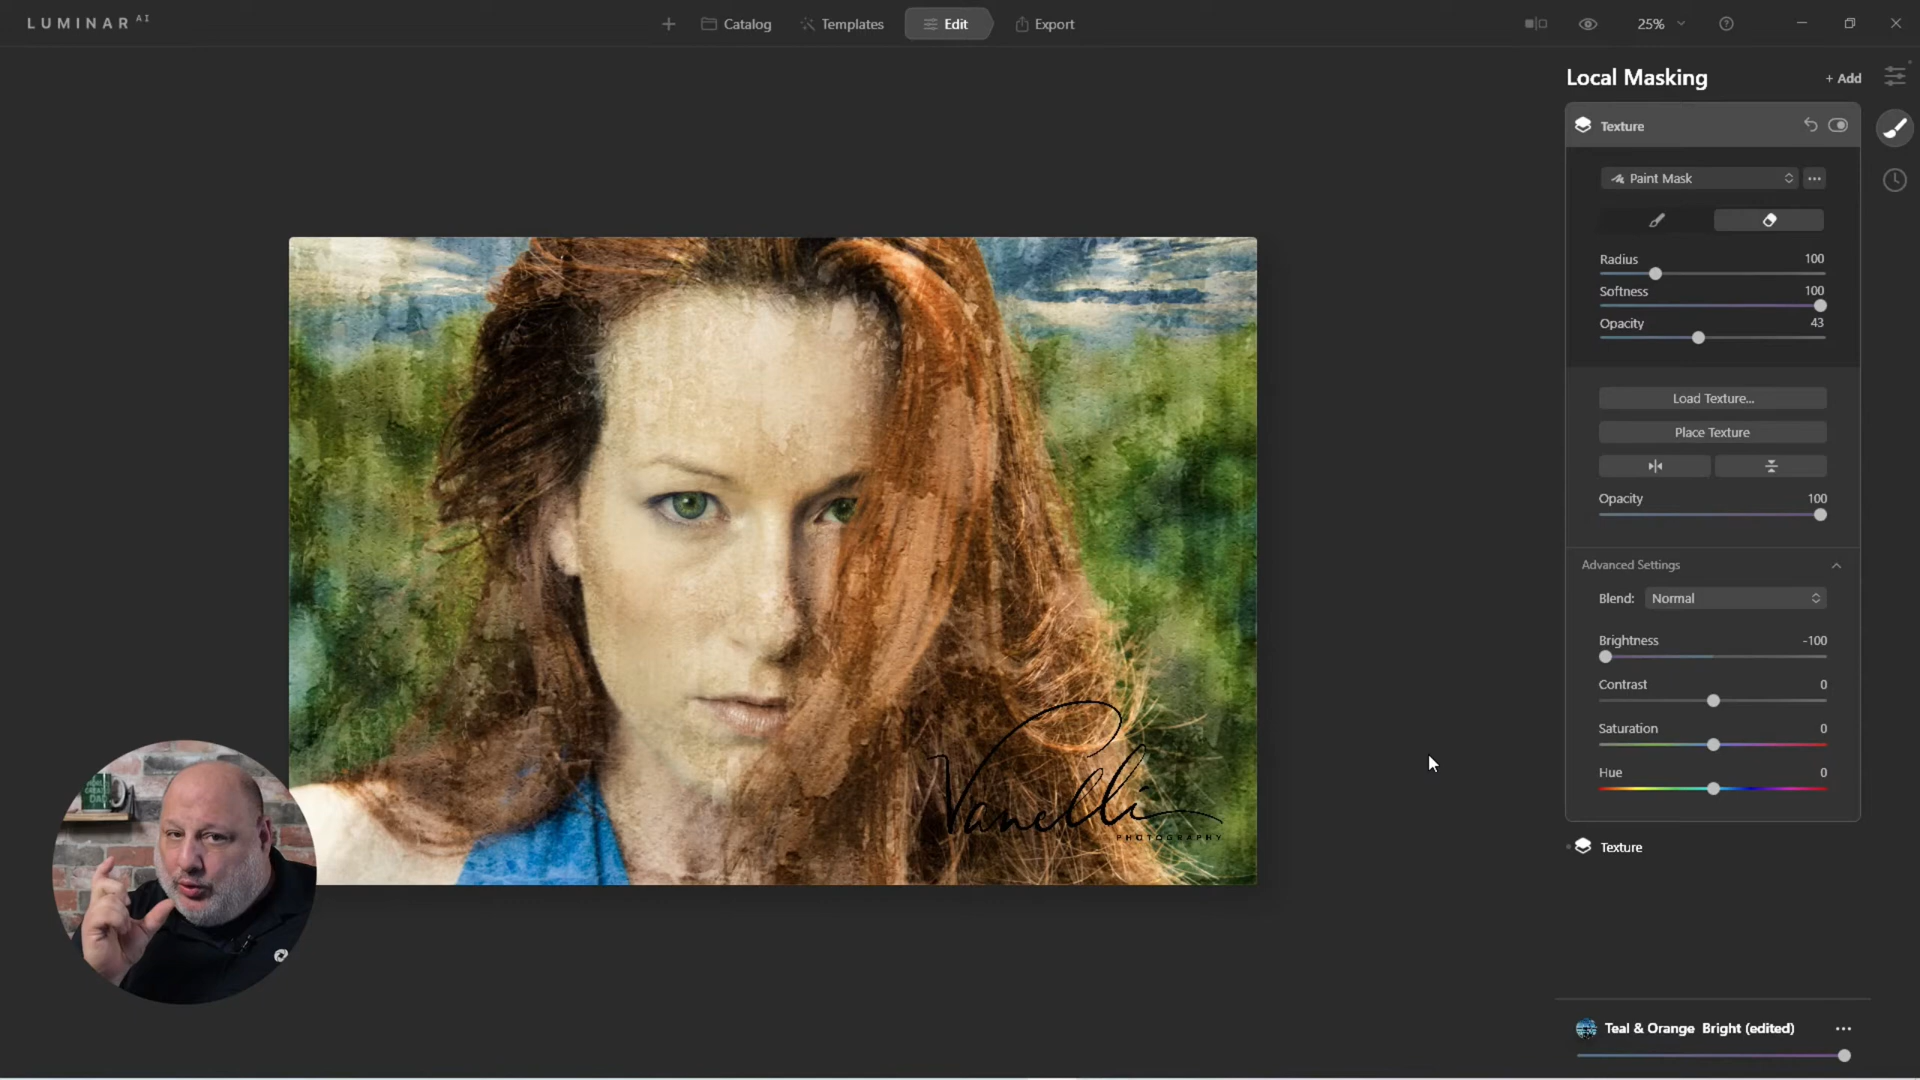 LUMINAR AI
Catalog
Templates
Edit
Export
25%
Local Masking
+ Add
Texture
Paint Mask
Radius 100
Softness 100
Opacity 43
Load Texture...
Place Texture
Opacity 100
Advanced Settings
Blend: Normal
Brightness -100
Contrast 0
Saturation 0
Hue 0
Texture
Teal & Orange Bright (edited)
Vanelli
PHOTOGRAPHY